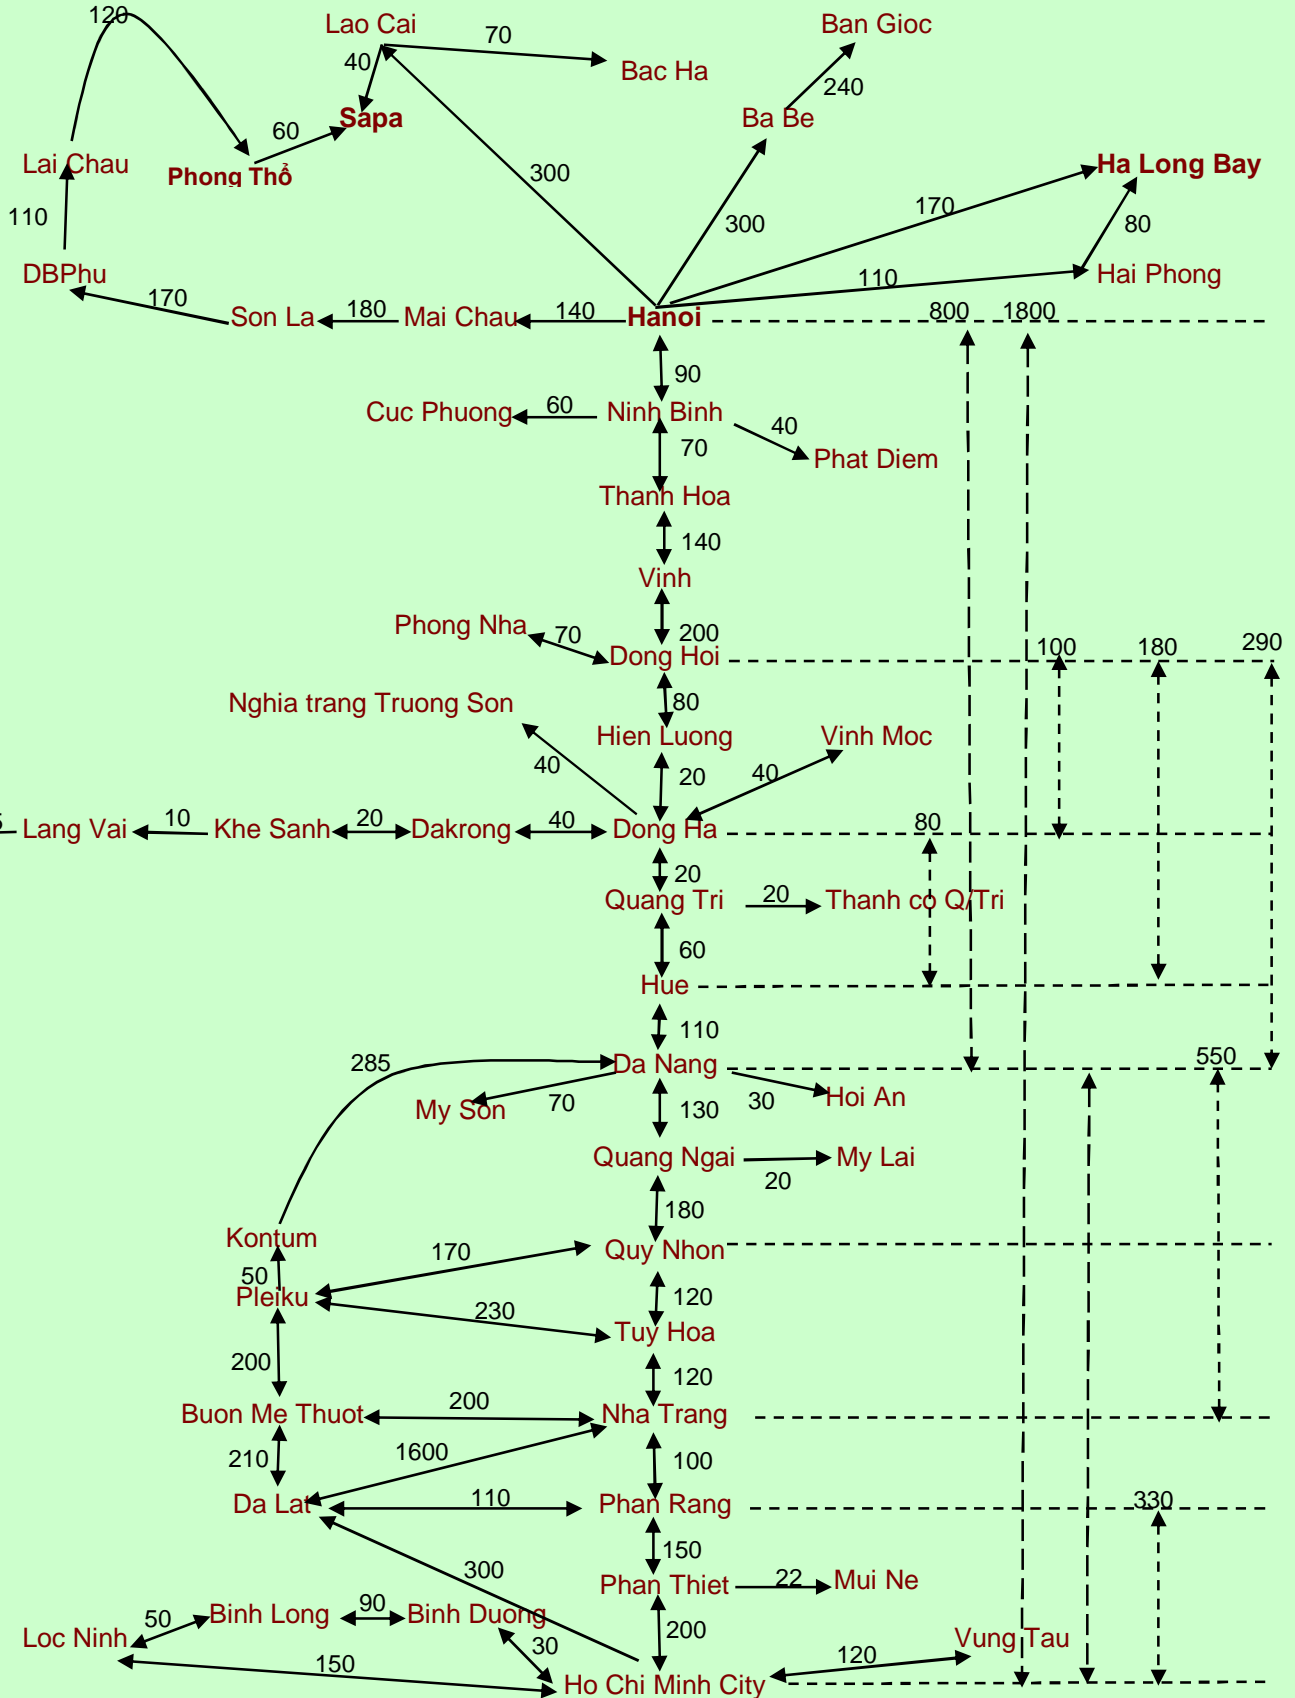 120
Lao Cai
70
Ban Gioc
40
Bac Ha
240
Sapa
Ba Be
60
Lai Chau
Phong Thổ
300
Ha Long Bay
170
110
300
80
DBPhu
110
Hai Phong
170
Son La
180
Mai Chau
140
Hanoi
800
1800
90
Cuc Phuong
60
Ninh Binh
40
70
Phat Diem
Thanh Hoa
140
Vinh
Phong Nha
70
200
Dong Hoi
100
180
290
Nghia trang Truong Son
80
Hien Luong
Vinh Moc
40
20
40
Lang Vai
10
Khe Sanh
20
Dakrong
40
Dong Ha
80
20
Quang Tri
20
Thanh co Q/Tri
60
Hue
110
285
Da Nang
550
My Son
70
130
30
Hoi An
Quang Ngai
My Lai
20
180
Kontum
170
Quy Nhon
50
Pleiku
230
120
Tuy Hoa
200
120
Buon Me Thuot
200
Nha Trang
210
1600
100
Da Lat
110
Phan Rang
330
150
300
Phan Thiet
22
Mui Ne
Loc Ninh
50
Binh Long
90
Binh Duong
200
Vung Tau
30
150
120
Ho Chi Minh City